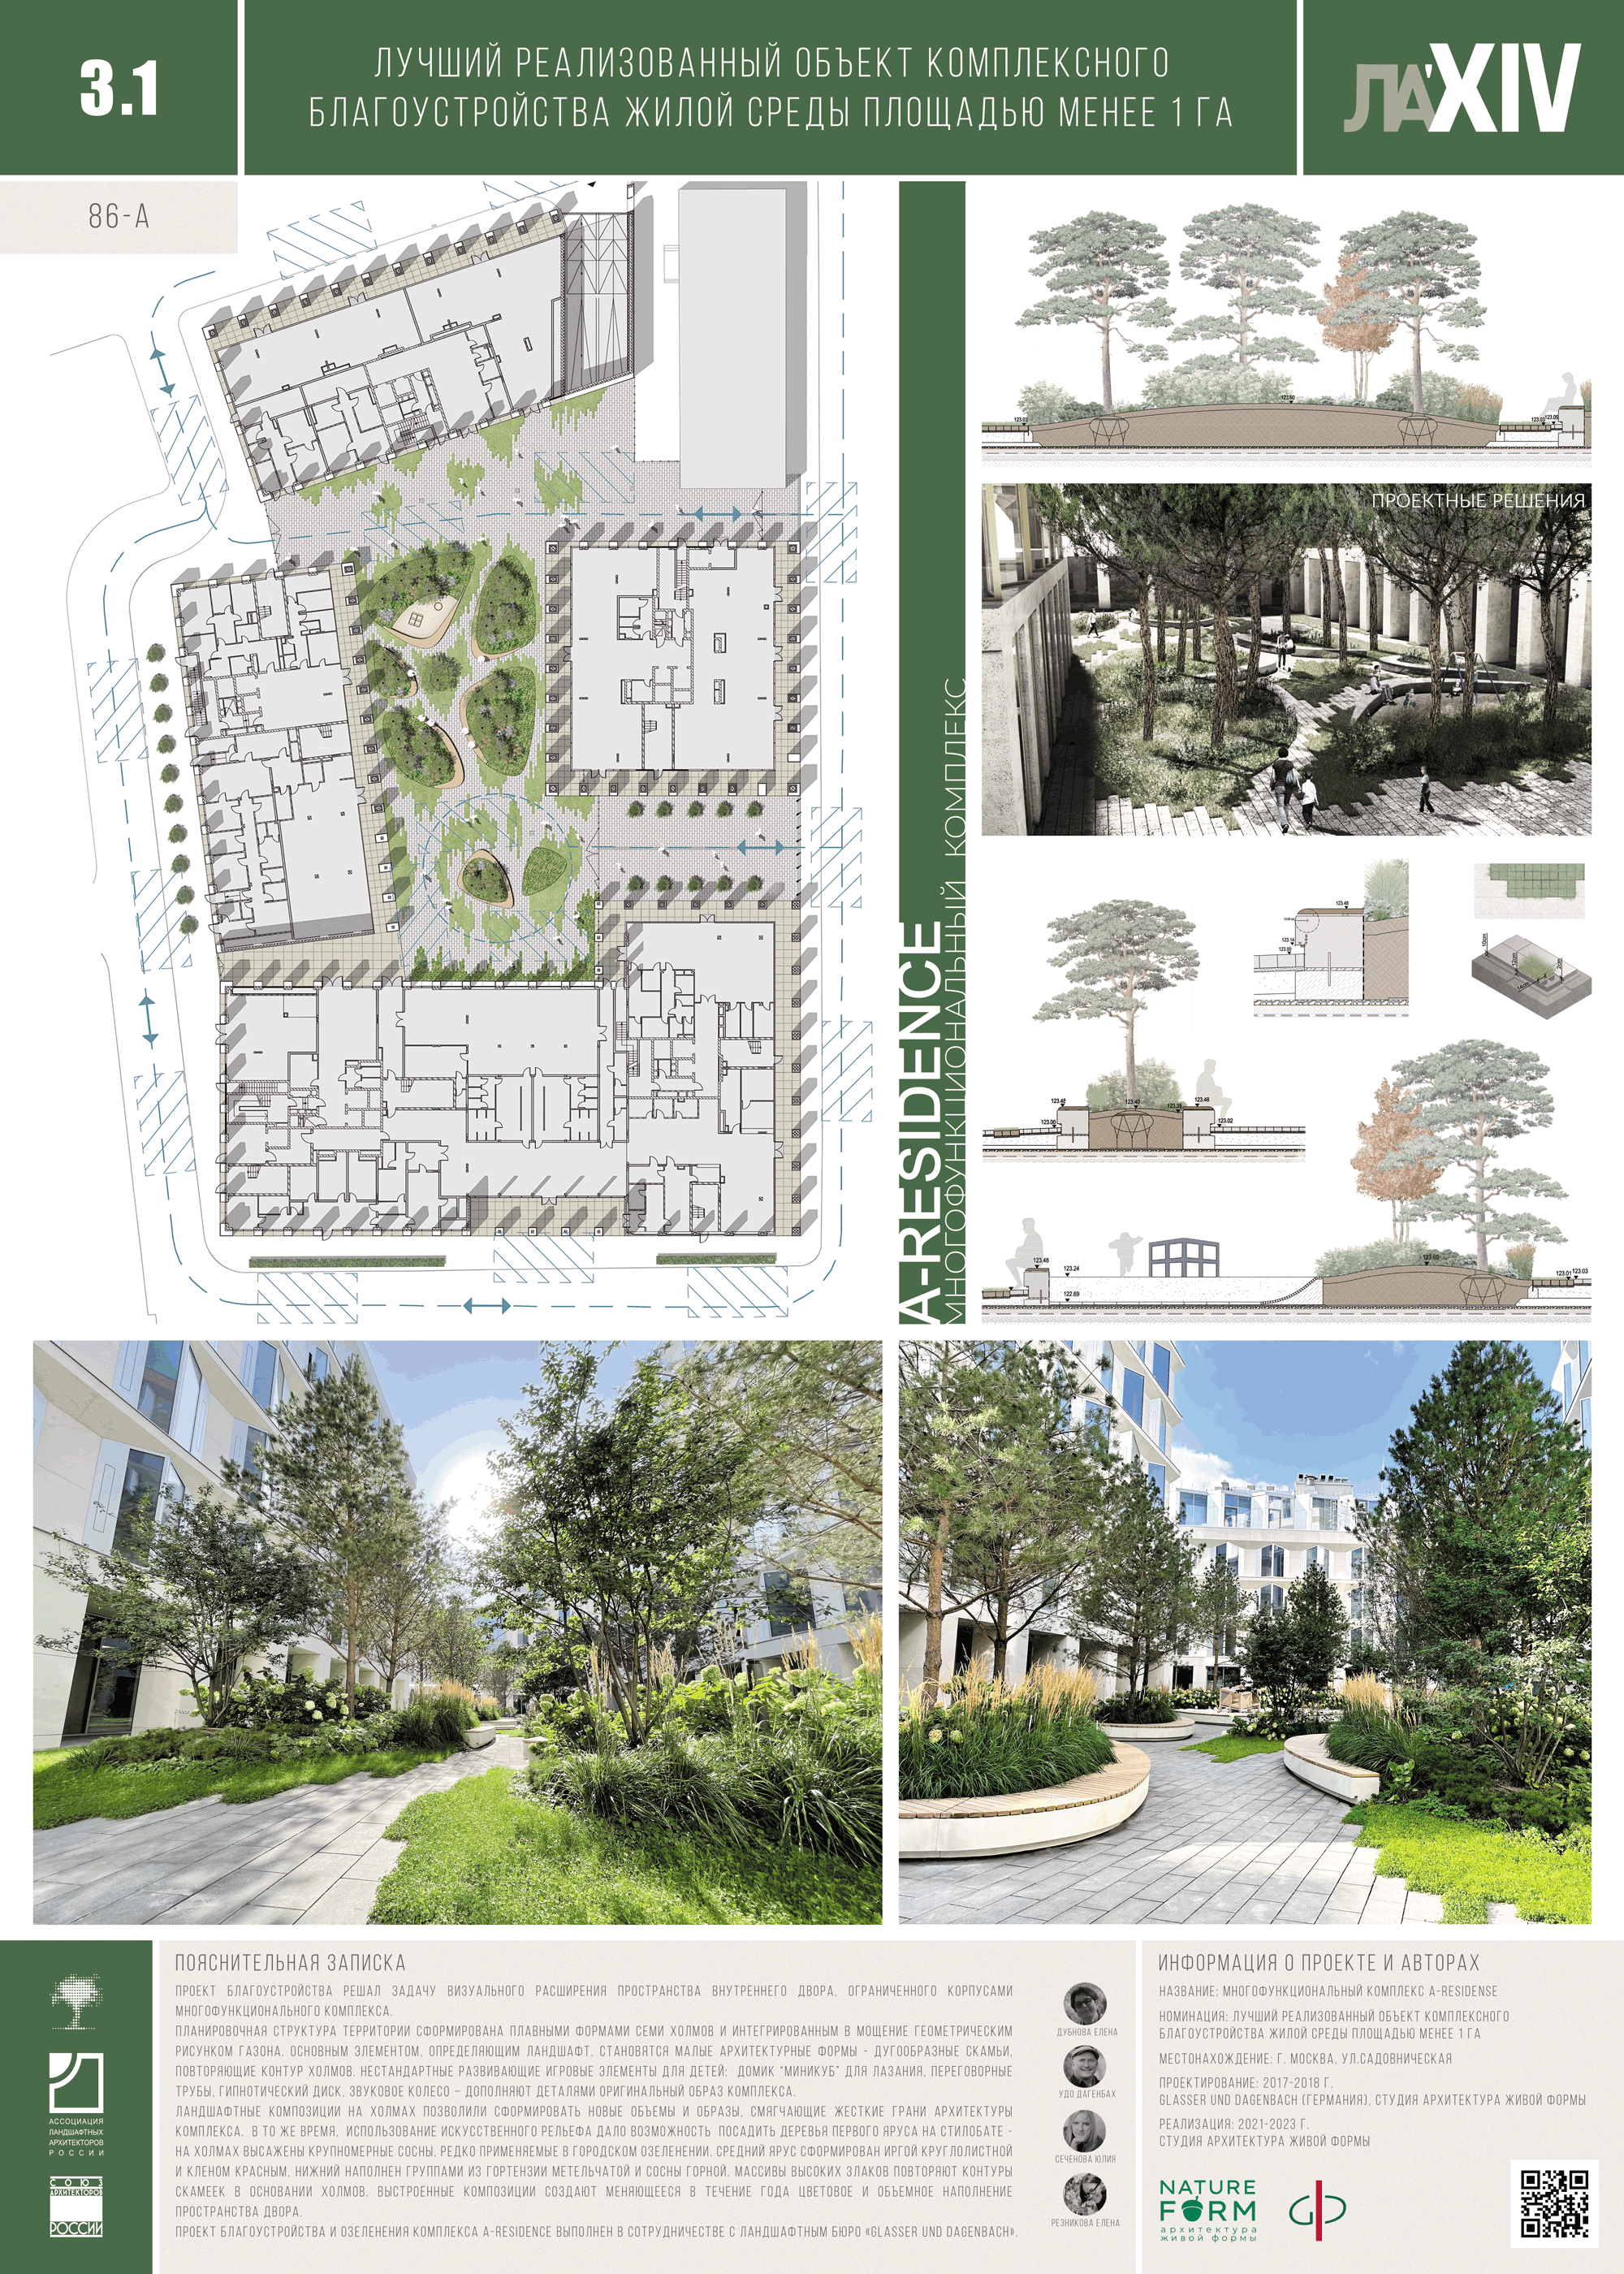 3.1
ЛУЧШИЙ РЕАЛИЗОВАННЫЙ ОБЪЕКТ КОМПЛЕКСНОГО
БЛАГОУСТРОЙСТВА ЖИЛОЙ СРЕДЫ ПЛОЩАДЬЮ МЕНЕЕ 1 ГА
ЛА'XIV
86-А
A-RESIDENCE
МНОГОФУНКЦИОНАЛЬНЫЙ КОМПЛЕКС
ПРОЕКТНЫЕ РЕШЕНИЯ
123.48
123.24
122.69
123.01 123.03
ПОЯСНИТЕЛЬНАЯ ЗАПИСКА
ПРОЕКТ БЛАГОУСТРОЙСТВА РЕШАЛ ЗАДАЧУ ВИЗУАЛЬНОГО РАСШИРЕНИЯ ПРОСТРАНСТВА ВНУТРЕННЕГО ДВОРА, ОГРАНИЧЕННОГО КОРПУСАМИ
МНОГОФУНКЦИОНАЛЬНОГО КОМПЛЕКСА.
ПЛАНИРОВОЧНАЯ СТРУКТУРА ТЕРРИТОРИИ СФОРМИРОВАНА ПЛАВНЫМИ ФОРМАМИ СЕМИ ХОЛМОВ И ИНТЕГРИРОВАННЫМ В МОЩЕНИЕ ГЕОМЕТРИЧЕСКИМ
РИСУНКОМ ГАЗОНА. ОСНОВНЫМ ЭЛЕМЕНТОМ, ОПРЕДЕЛЯЮЩИМ ЛАНДШАФТ, СТАНОВЯТСЯ МАЛЫЕ АРХИТЕКТУРНЫЕ ФОРМЫ - ДУГООБРАЗНЫЕ СКАМЬИ,
ПОВТОРЯЮЩИЕ КОНТУР ХОЛМОВ. НЕСТАНДАРТНЫЕ РАЗВИВАЮЩИЕ ИГРОВЫЕ ЭЛЕМЕНТЫ ДЛЯ ДЕТЕЙ: ДОМИК "МИНИКУБ" ДЛЯ ЛАЗАНИЯ, ПЕРЕГОВОРНЫЕ
ТРУБЫ, ГИПНОТИЧЕСКИЙ ДИСК, ЗВУКОВОЕ КОЛЕСО – ДОПОЛНЯЮТ ДЕТАЛЯМИ ОРИГИНАЛЬНЫЙ ОБРАЗ КОМПЛЕКСА.
ЛАНДШАФТНЫЕ КОМПОЗИЦИИ НА ХОЛМАХ ПОЗВОЛИЛИ СФОРМИРОВАТЬ НОВЫЕ ОБЪЕМЫ И ОБРАЗЫ, СМЯГЧАЮЩИЕ ЖЕСТКИЕ ГРАНИ АРХИТЕКТУРЫ
КОМПЛЕКСА. В ТО ЖЕ ВРЕМЯ, ИСПОЛЬЗОВАНИЕ ИСКУССТВЕННОГО РЕЛЬЕФА ДАЛО ВОЗМОЖНОСТЬ ПОСАДИТЬ ДЕРЕВЬЯ ПЕРВОГО ЯРУСА НА СТИЛОБАТЕ -
НА ХОЛМАХ ВЫСАЖЕНЫ КРУПНОМЕРНЫЕ СОСНЫ, РЕДКО ПРИМЕНЯЕМЫЕ В ГОРОДСКОМ ОЗЕЛЕНЕНИИ. СРЕДНИЙ ЯРУС СФОРМИРОВАН ИРГОЙ КРУГЛОЛИСТНОЙ
И КЛЕНОМ КРАСНЫМ, НИЖНИЙ НАПОЛНЕН ГРУППАМИ ИЗ ГОРТЕНЗИИ МЕТЕЛЬЧАТОЙ И СОСНЫ ГОРНОЙ. МАССИВЫ ВЫСОКИХ ЗЛАКОВ ПОВТОРЯЮТ КОНТУРЫ
СКАМЕЕК В ОСНОВАНИИ ХОЛМОВ. ВЫСТРОЕННЫЕ КОМПОЗИЦИИ СОЗДАЮТ МЕНЯЮЩЕЕСЯ В ТЕЧЕНИЕ ГОДА ЦВЕТОВОЕ И ОБЪЕМНОЕ НАПОЛНЕНИЕ
ПРОСТРАНСТВА ДВОРА.
ПРОЕКТ БЛАГОУСТРОЙСТВА И ОЗЕЛЕНЕНИЯ КОМПЛЕКСА A-RESIDENCE ВЫПОЛНЕН В СОТРУДНИЧЕСТВЕ С ЛАНДШАФТНЫМ БЮРО «GLASSER UND DAGENBACH».
ДУБНОВА ЕЛЕНА
УДО ДАГЕНБАХ
СЕЧЕНОВА ЮЛИЯ
РЕЗНИКОВА ЕЛЕНА
ИНФОРМАЦИЯ О ПРОЕКТЕ И АВТОРАХ
НАЗВАНИЕ: МНОГОФУНКЦИОНАЛЬНЫЙ КОМПЛЕКС A-RESIDENSE
НОМИНАЦИЯ: ЛУЧШИЙ РЕАЛИЗОВАННЫЙ ОБЪЕКТ КОМПЛЕКСНОГО
БЛАГОУСТРОЙСТВА ЖИЛОЙ СРЕДЫ ПЛОЩАДЬЮ МЕНЕЕ 1 ГА
МЕСТОНАХОЖДЕНИЕ: Г. МОСКВА, УЛ.САДОВНИЧЕСКАЯ
ПРОЕКТИРОВАНИЕ: 2017-2018 Г.
GLASSER UND DAGENBACH (ГЕРМАНИЯ), СТУДИЯ АРХИТЕКТУРА ЖИВОЙ ФОРМЫ
РЕАЛИЗАЦИЯ: 2021-2023 Г.
СТУДИЯ АРХИТЕКТУРА ЖИВОЙ ФОРМЫ
NATURE
FORM
архитектура
живой формы
АССОЦИАЦИЯ
ЛАНДШАФТНЫХ
АРХИТЕКТОРОВ
РОССИИ
СОЮЗ
АРХИТЕКТОРОВ
РОССИИ